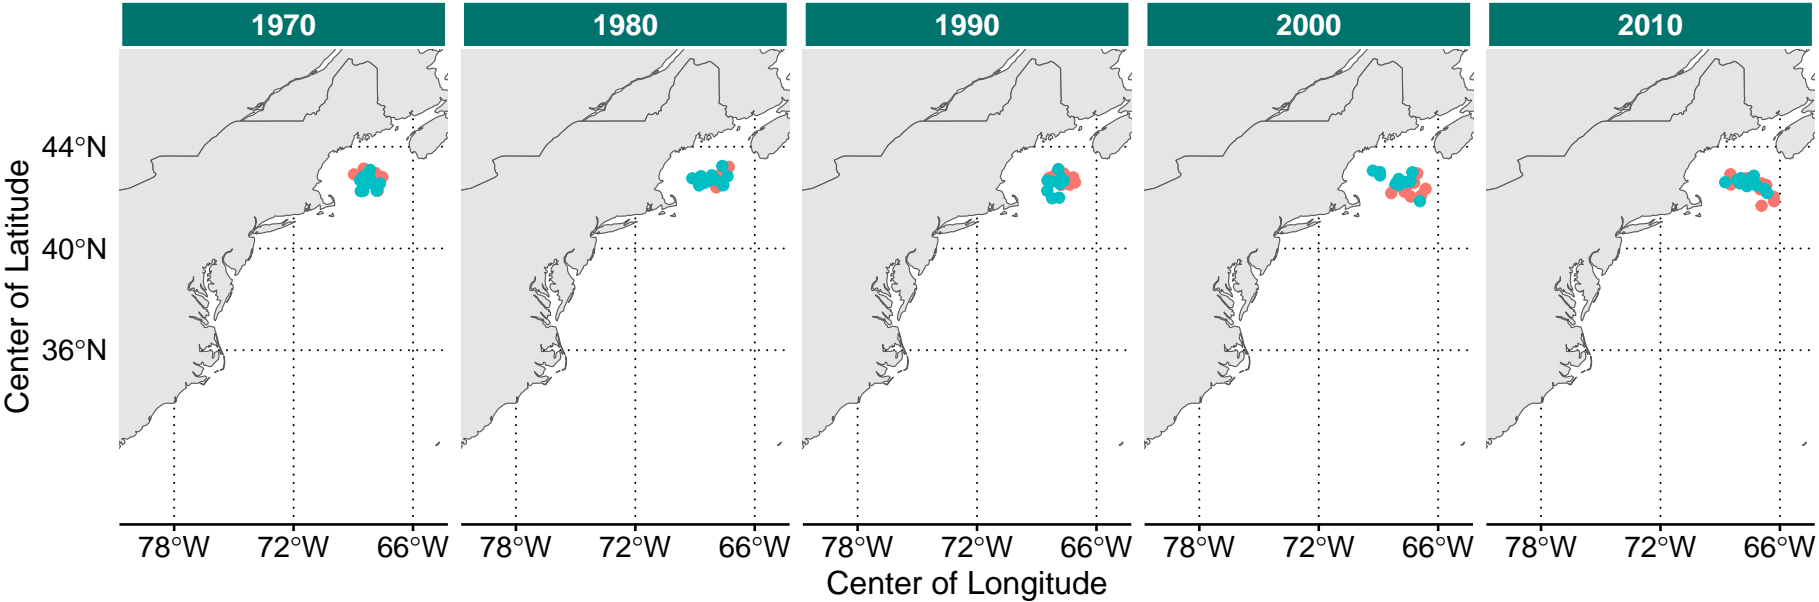 1970 1980 1990 2000 2010
Center of Latitude
44°N
40°N
36°N
78°W 72°W 66°W 78°W 72°W 66°W 78°W 72°W 66°W 78°W 72°W 66°W 78°W 72°W 66°W
Center of Longitude